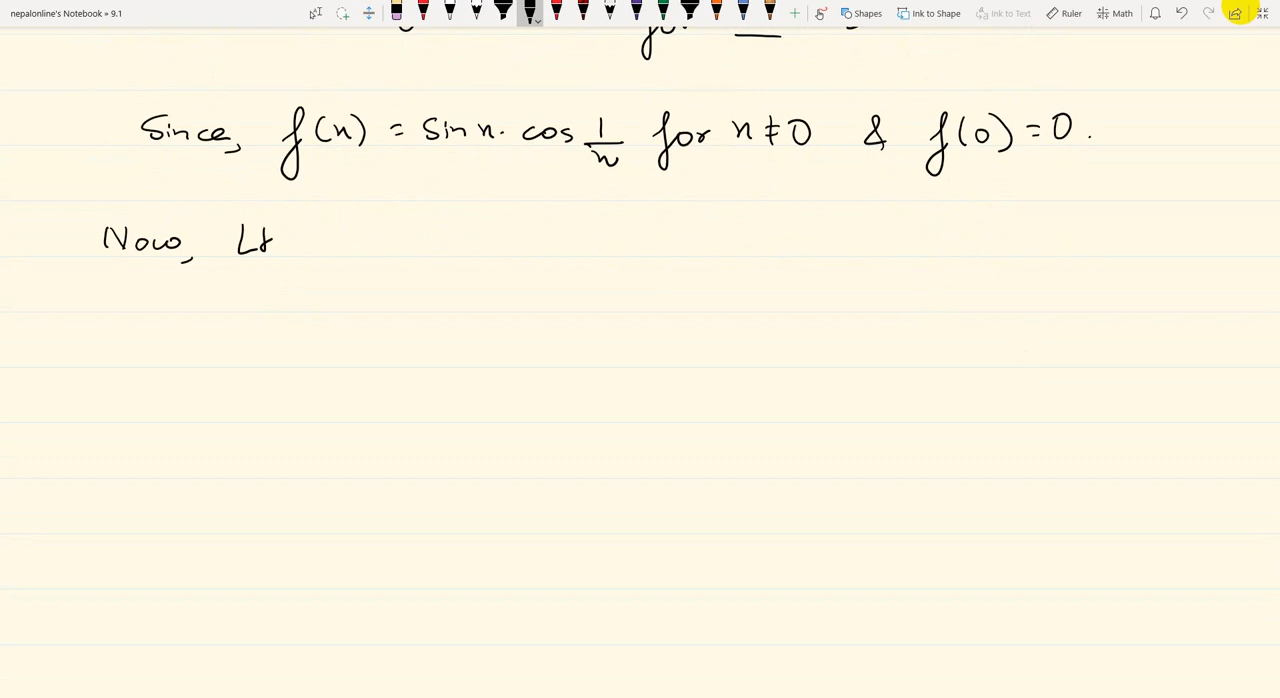 nepalonline's Notebook » 9.1 Shapes Ink to Shape Ink to Text Ruler Math
for
Since, f(x) = sin x. cos 1/x for x ≠ 0 & f(0) = 0.
Now, Lt